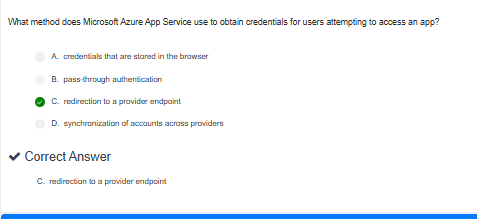 What method does Microsoft Azure App Service use to obtain credentials for users attempting to access an app?
A. credentials that are stored in the browser
B. pass-through authentication
C. redirection to a provider endpoint
D. synchronization of accounts across providers
Correct Answer
C. redirection to a provider endpoint